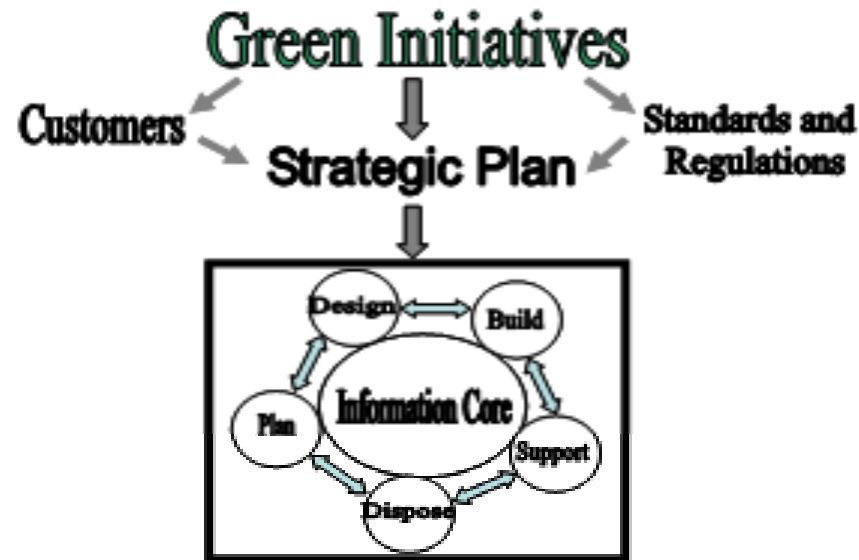 Green Initiatives
Customers
Standards and
Regulations
Strategic Plan
Design
Build
Information Core
Plan
Support
Dispose